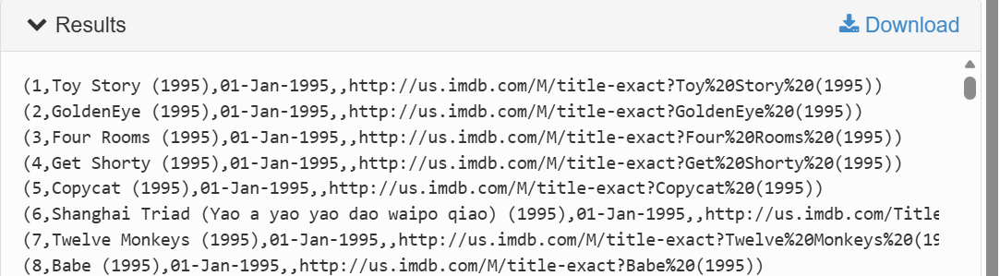 Results
Download
(1,Toy Story (1995),01-Jan-1995,,http://us.imdb.com/M/title-exact?Toy%20Story%20(1995))
(2,GoldenEye (1995),01-Jan-1995,,http://us.imdb.com/M/title-exact?GoldenEye%20(1995))
(3,Four Rooms (1995),01-Jan-1995,,http://us.imdb.com/M/title-exact?Four%20Rooms%20(1995))
(4,Get Shorty (1995),01-Jan-1995,,http://us.imdb.com/M/title-exact?Get%20Shorty%20(1995))
(5,Copycat (1995),01-Jan-1995,,http://us.imdb.com/M/title-exact?Copycat%20(1995))
(6,Shanghai Triad (Yao a yao yao dao waipo qiao) (1995),01-Jan-1995,,http://us.imdb.com/Title
(7,Twelve Monkeys (1995),01-Jan-1995,,http://us.imdb.com/M/title-exact?Twelve%20Monkeys%20(19
(8,Babe (1995),01-Jan-1995,,http://us.imdb.com/M/title-exact?Babe%20(1995))